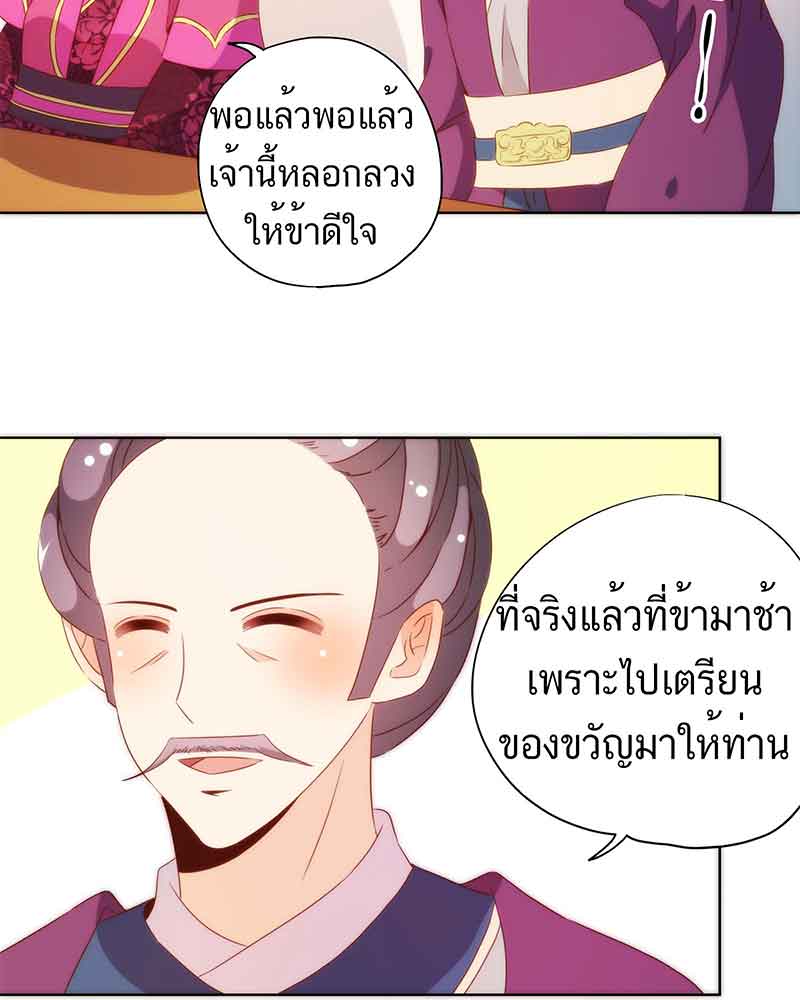 พอแล้วพอแล้ว
เจ้านี้หลอกลวง
ให้ข้าดีใจ
ที่จริงแล้วที่ข้ามาช้า
เพราะไปเตรียน
ของขวัญมาให้ท่าน